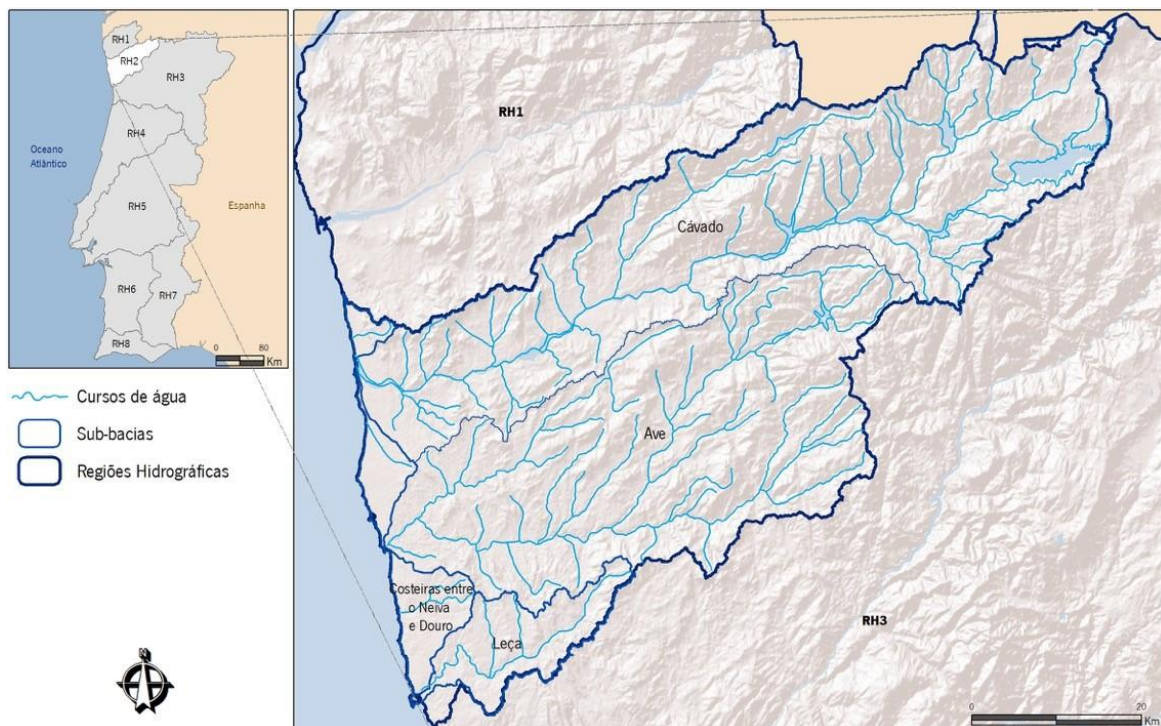 RH1
RH2
RH3
RH4
Oceano
Atlântico
RH5
Espanha
RH6
RH7
RH8
0 80
Km
Cursos de água
Sub-bacias
Regiões Hidrográficas
N
RH1
Cávado
Ave
Costeiras entre
o Neiva
e Douro
Leça
RH3
0 20
Km